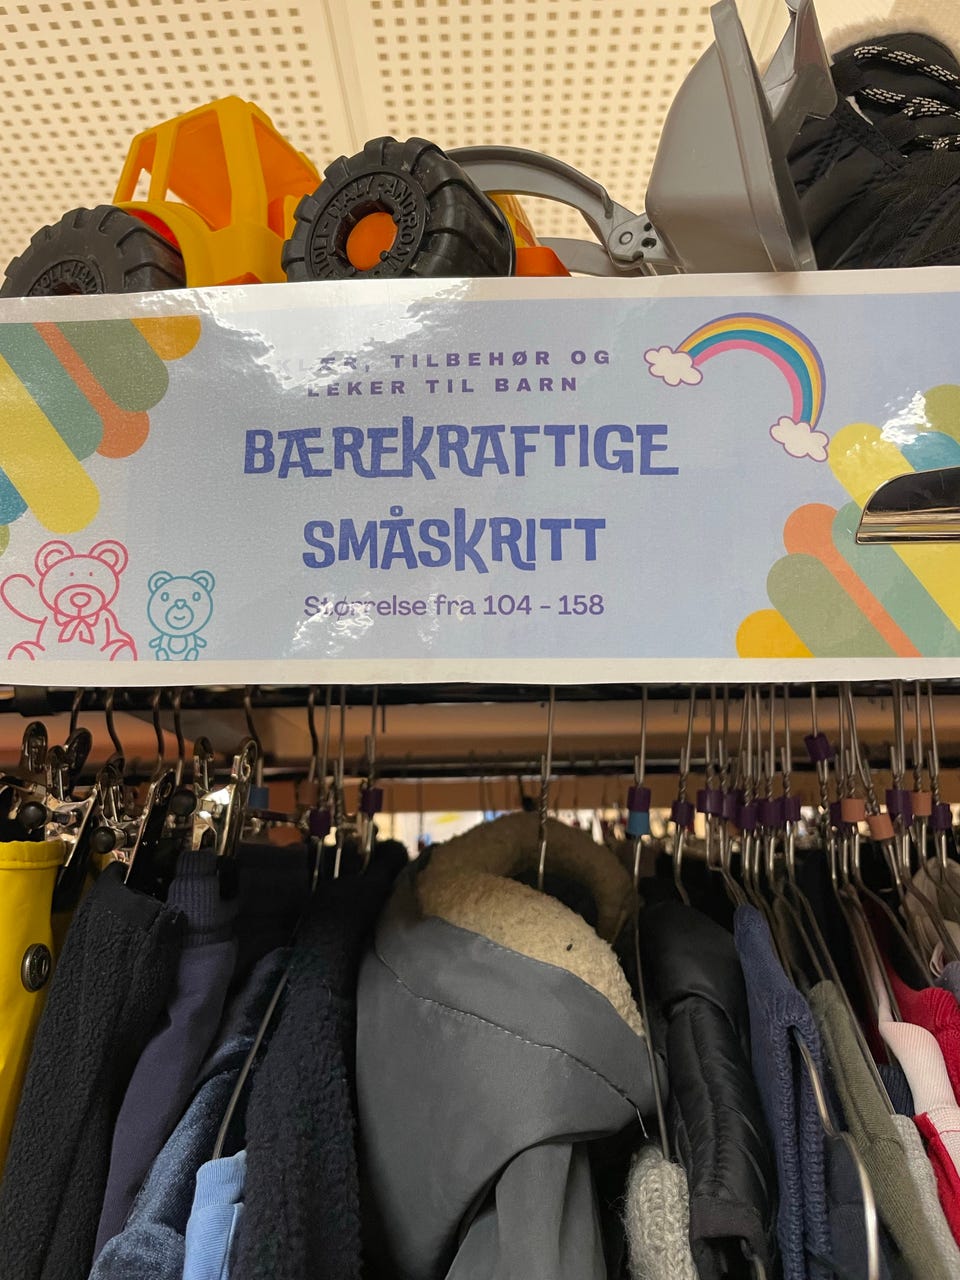 KLÆR, TILBEHØR OG
LEKER TIL BARN
BÆREKRAFTIGE
SMÅSKRITT
Størrelse fra 104 - 158